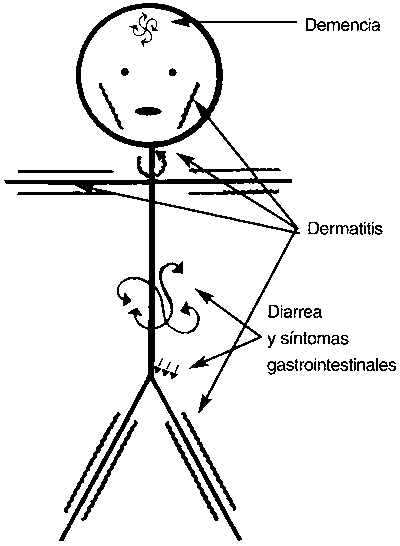 Demencia
Dermatitis
Diarrea
y síntomas
gastrointestinales